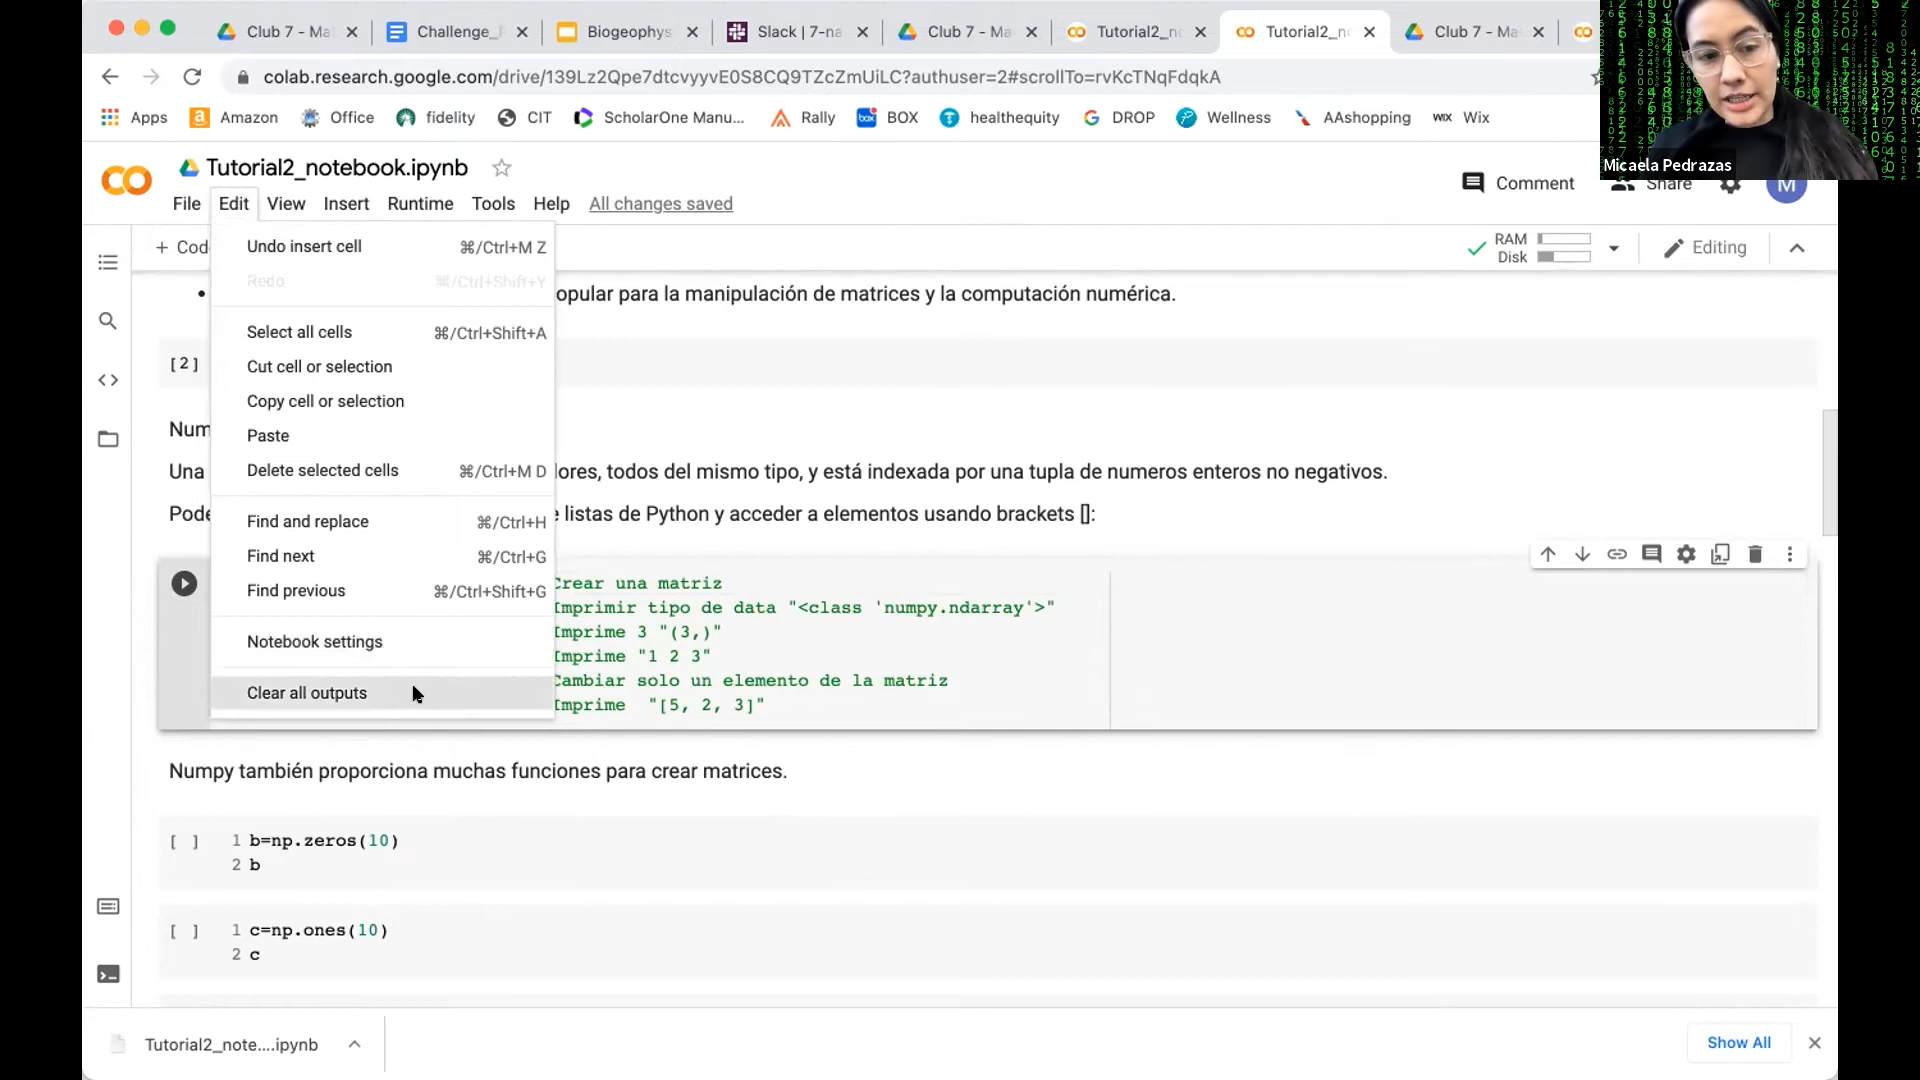 Club 7 - Ma
Challenge_
Biogeophys
Slack | 7-na
Club 7 - Ma
Tutorial2_n
Tutorial2_n
Club 7 - Ma
colab.research.google.com/drive/139Lz2Qpe7dtcvyyvE0S8CQ9TZcZmUiLC?authuser=2#scrollTo=rvKcTNqFdqkA
Apps
Amazon
Office
fidelity
CIT
ScholarOne Manu...
Rally
box BOX
healthequity
DROP
Wellness
AAshopping
WIX Wix
Micaela Pedrazas
Tutorial2_notebook.ipynb
Comment
Share
M
File Edit View Insert Runtime Tools Help All changes saved
+ Cod
RAM
Disk
Editing
Undo insert cell ⌘/Ctrl+M Z
Redo ⌘/Ctrl+Shift+Y
Select all cells ⌘/Ctrl+Shift+A
Cut cell or selection
Copy cell or selection
Paste
Delete selected cells ⌘/Ctrl+M D
Find and replace ⌘/Ctrl+H
Find next ⌘/Ctrl+G
Find previous ⌘/Ctrl+Shift+G
Notebook settings
Clear all outputs
opular para la manipulación de matrices y la computación numérica.
[2]
Num
Una
lores, todos del mismo tipo, y está indexada por una tupla de numeros enteros no negativos.
Pode
e listas de Python y acceder a elementos usando brackets []:
Crear una matriz
Imprimir tipo de data "<class 'numpy.ndarray'>"
Imprime 3 "(3,)"
Imprime "1 2 3"
Cambiar solo un elemento de la matriz
Imprime "[5, 2, 3]"
Numpy también proporciona muchas funciones para crear matrices.
[ ] 1 b=np.zeros(10)
2 b
[ ] 1 c=np.ones(10)
2 c
Tutorial2_note....ipynb
Show All